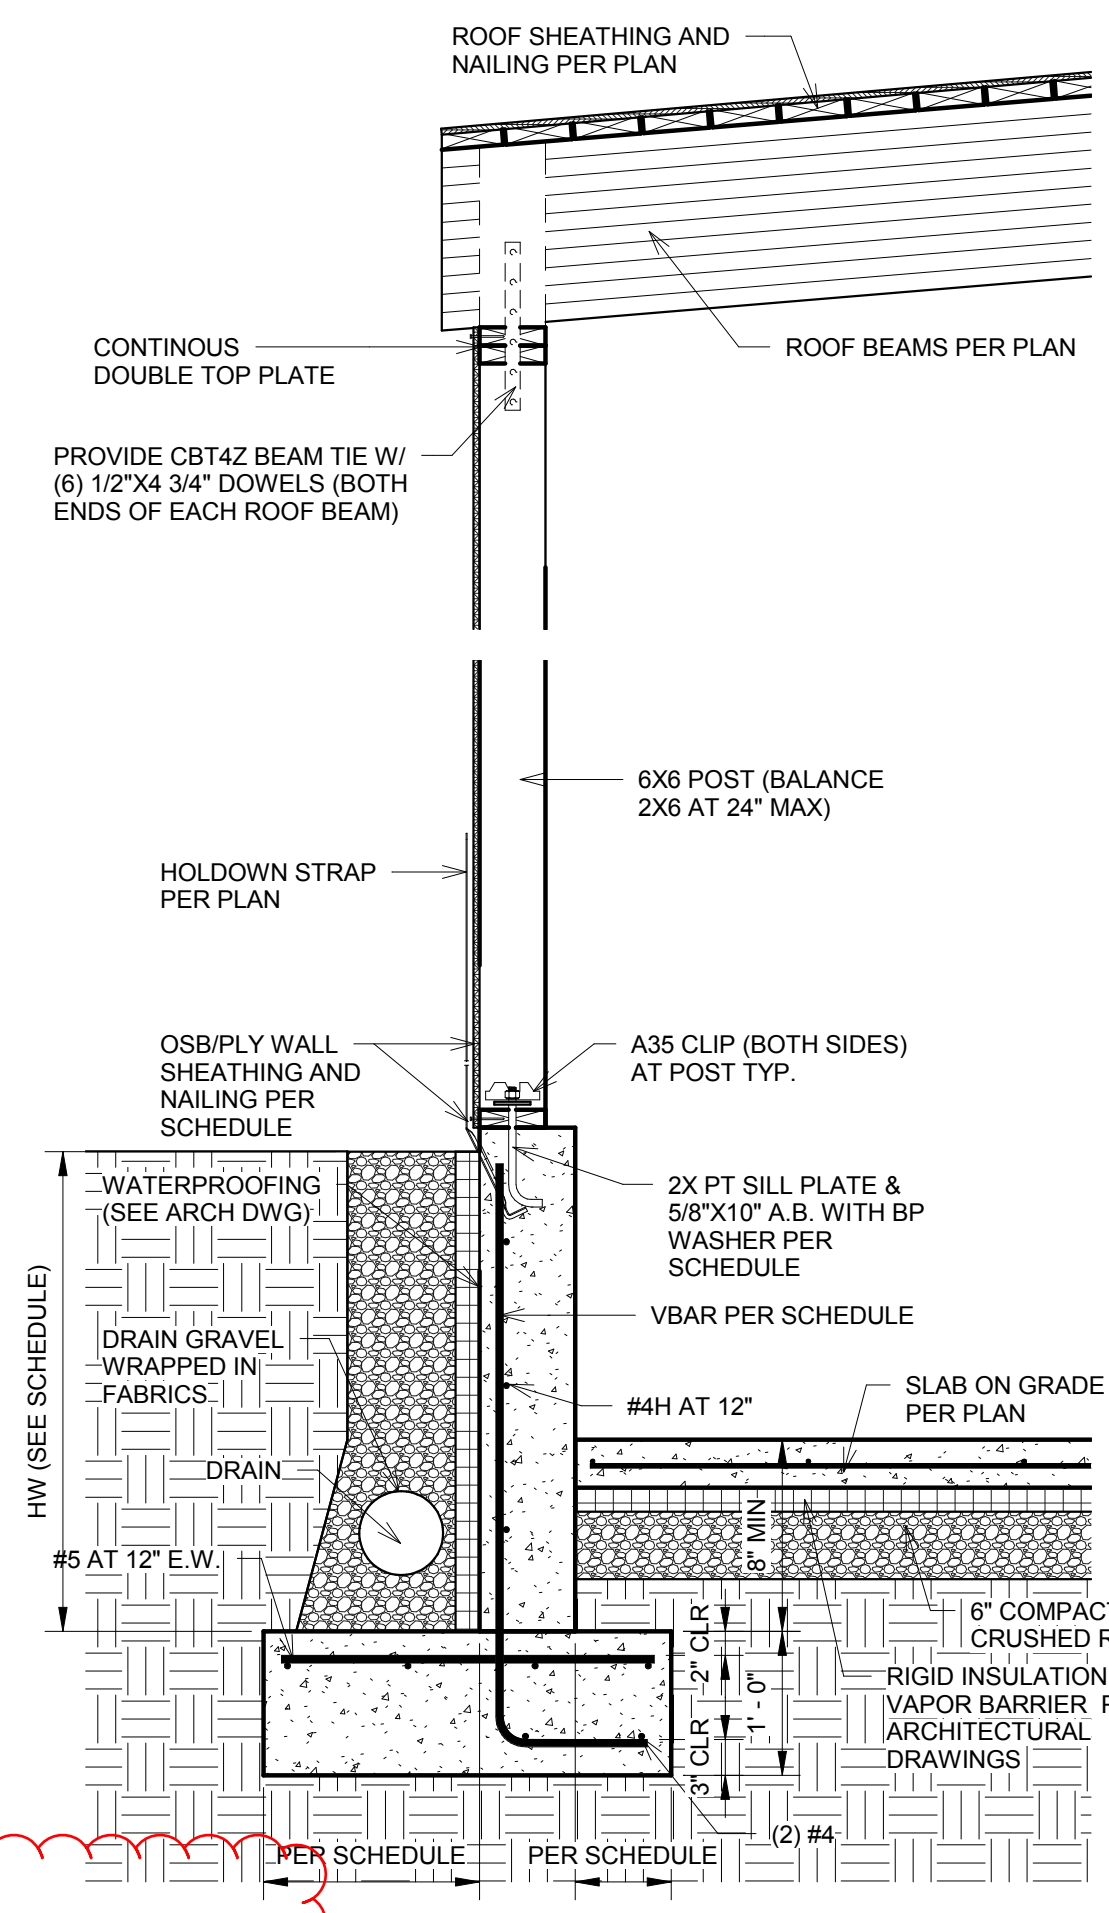 ROOF SHEATHING AND
NAILING PER PLAN
CONTINOUS
DOUBLE TOP PLATE
ROOF BEAMS PER PLAN
PROVIDE CBT4Z BEAM TIE W/
(6) 1/2"X4 3/4" DOWELS (BOTH
ENDS OF EACH ROOF BEAM)
6X6 POST (BALANCE
2X6 AT 24" MAX)
HOLDOWN STRAP
PER PLAN
OSB/PLY WALL
SHEATHING AND
NAILING PER
SCHEDULE
A35 CLIP (BOTH SIDES)
AT POST TYP.
WATERPROOFING
(SEE ARCH DWG)
2X PT SILL PLATE &
5/8"X10" A.B. WITH BP
WASHER PER
SCHEDULE
HW (SEE SCHEDULE)
VBAR PER SCHEDULE
DRAIN GRAVEL
WRAPPED IN
FABRICS
#4H AT 12"
SLAB ON GRADE
PER PLAN
DRAIN
8" MIN
#5 AT 12" E.W.
6" COMPACT
CRUSHED R
2" CLR
1' - 0"
3" CLR
RIGID INSULATION
VAPOR BARRIER P
ARCHITECTURAL
DRAWINGS
(2) #4
PER SCHEDULE
PER SCHEDULE